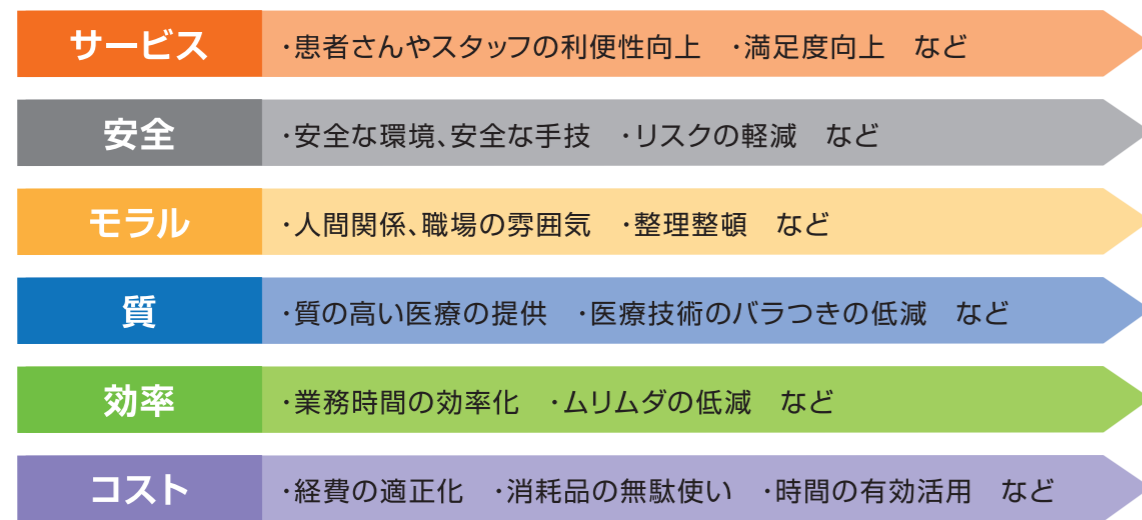 サービス ・患者さんやスタッフの利便性向上 ・満足度向上 など
安全 ・安全な環境、安全な手技 ・リスクの軽減 など
モラル ・人間関係、職場の雰囲気 ・整理整頓 など
質 ・質の高い医療の提供 ・医療技術のバラつきの低減 など
効率 ・業務時間の効率化 ・ムリムダの低減 など
コスト ・経費の適正化 ・消耗品の無駄使い ・時間の有効活用 など